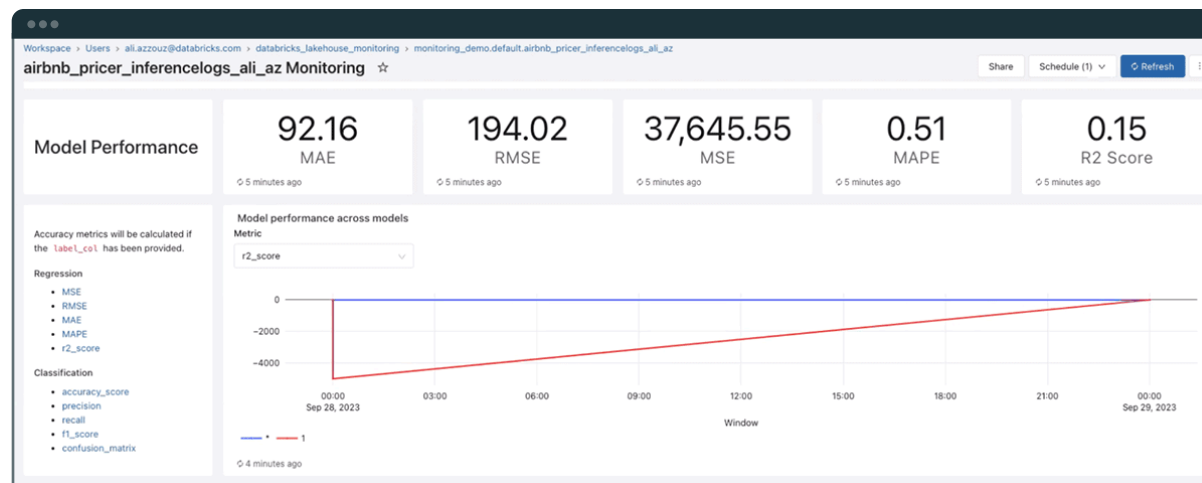 Workspace › Users › ali.azzouz@databricks.com › databricks_lakehouse_monitoring › monitoring_demo.default.airbnb_pricer_inferencelogs_ali_az
airbnb_pricer_inferencelogs_ali_az Monitoring
Share
Schedule (1)
Refresh
Model Performance
92.16
MAE
5 minutes ago
194.02
RMSE
5 minutes ago
37,645.55
MSE
5 minutes ago
0.51
MAPE
5 minutes ago
0.15
R2 Score
5 minutes ago
Accuracy metrics will be calculated if
the label_col has been provided.
Regression
• MSE
• RMSE
• MAE
• MAPE
• r2_score
Classification
• accuracy_score
• precision
• recall
• f1_score
• confusion_matrix
Model performance across models
Metric
r2_score
0
−2000
−4000
00:00 03:00 06:00 09:00 12:00 15:00 18:00 21:00 00:00
Sep 28, 2023 Sep 29, 2023
Window
* 1
4 minutes ago